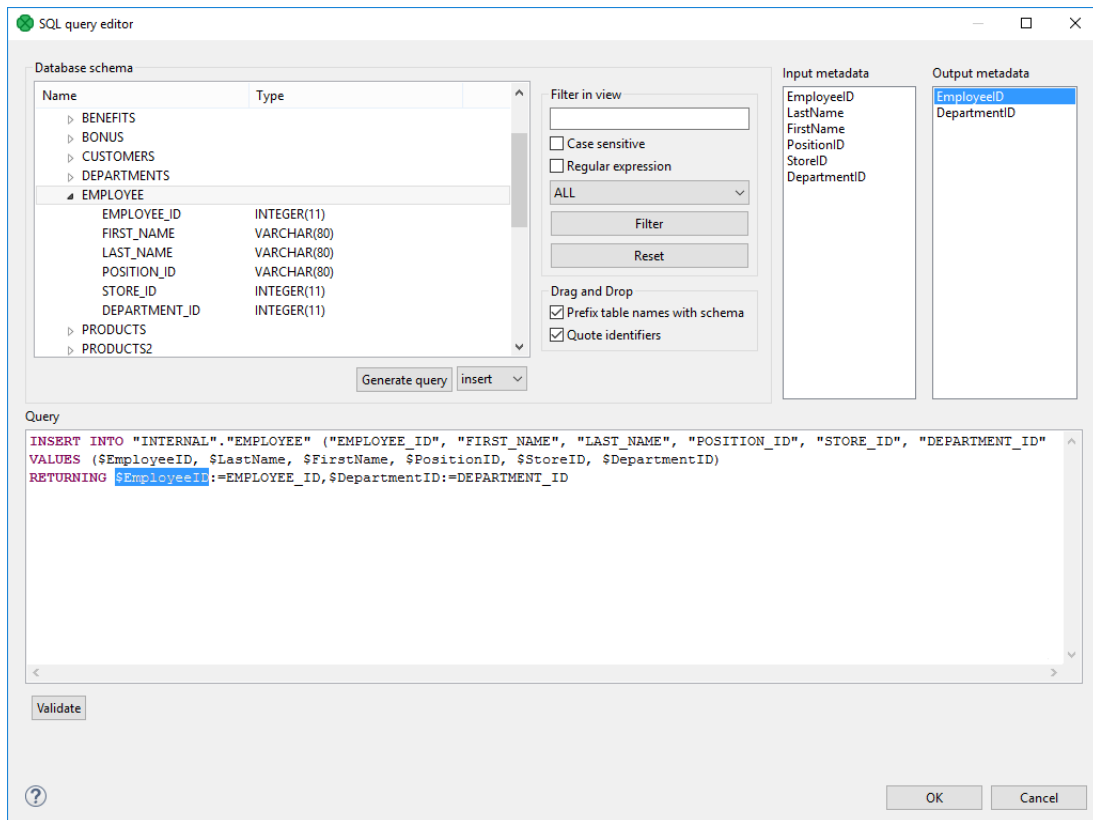 SQL query editor
Database schema
Name Type
BENEFITS
BONUS
CUSTOMERS
DEPARTMENTS
EMPLOYEE
EMPLOYEE_ID INTEGER(11)
FIRST_NAME VARCHAR(80)
LAST_NAME VARCHAR(80)
POSITION_ID VARCHAR(80)
STORE_ID INTEGER(11)
DEPARTMENT_ID INTEGER(11)
PRODUCTS
PRODUCTS2
Generate query insert
Filter in view
Case sensitive
Regular expression
ALL
Filter
Reset
Drag and Drop
Prefix table names with schema
Quote identifiers
Input metadata
EmployeeID
LastName
FirstName
PositionID
StoreID
DepartmentID
Output metadata
EmployeeID
DepartmentID
Query
INSERT INTO "INTERNAL"."EMPLOYEE" ("EMPLOYEE_ID", "FIRST_NAME", "LAST_NAME", "POSITION_ID", "STORE_ID", "DEPARTMENT_ID"
VALUES ($EmployeeID, $LastName, $FirstName, $PositionID, $StoreID, $DepartmentID)
RETURNING $EmployeeID:=EMPLOYEE_ID,$DepartmentID:=DEPARTMENT_ID
Validate
?
OK Cancel